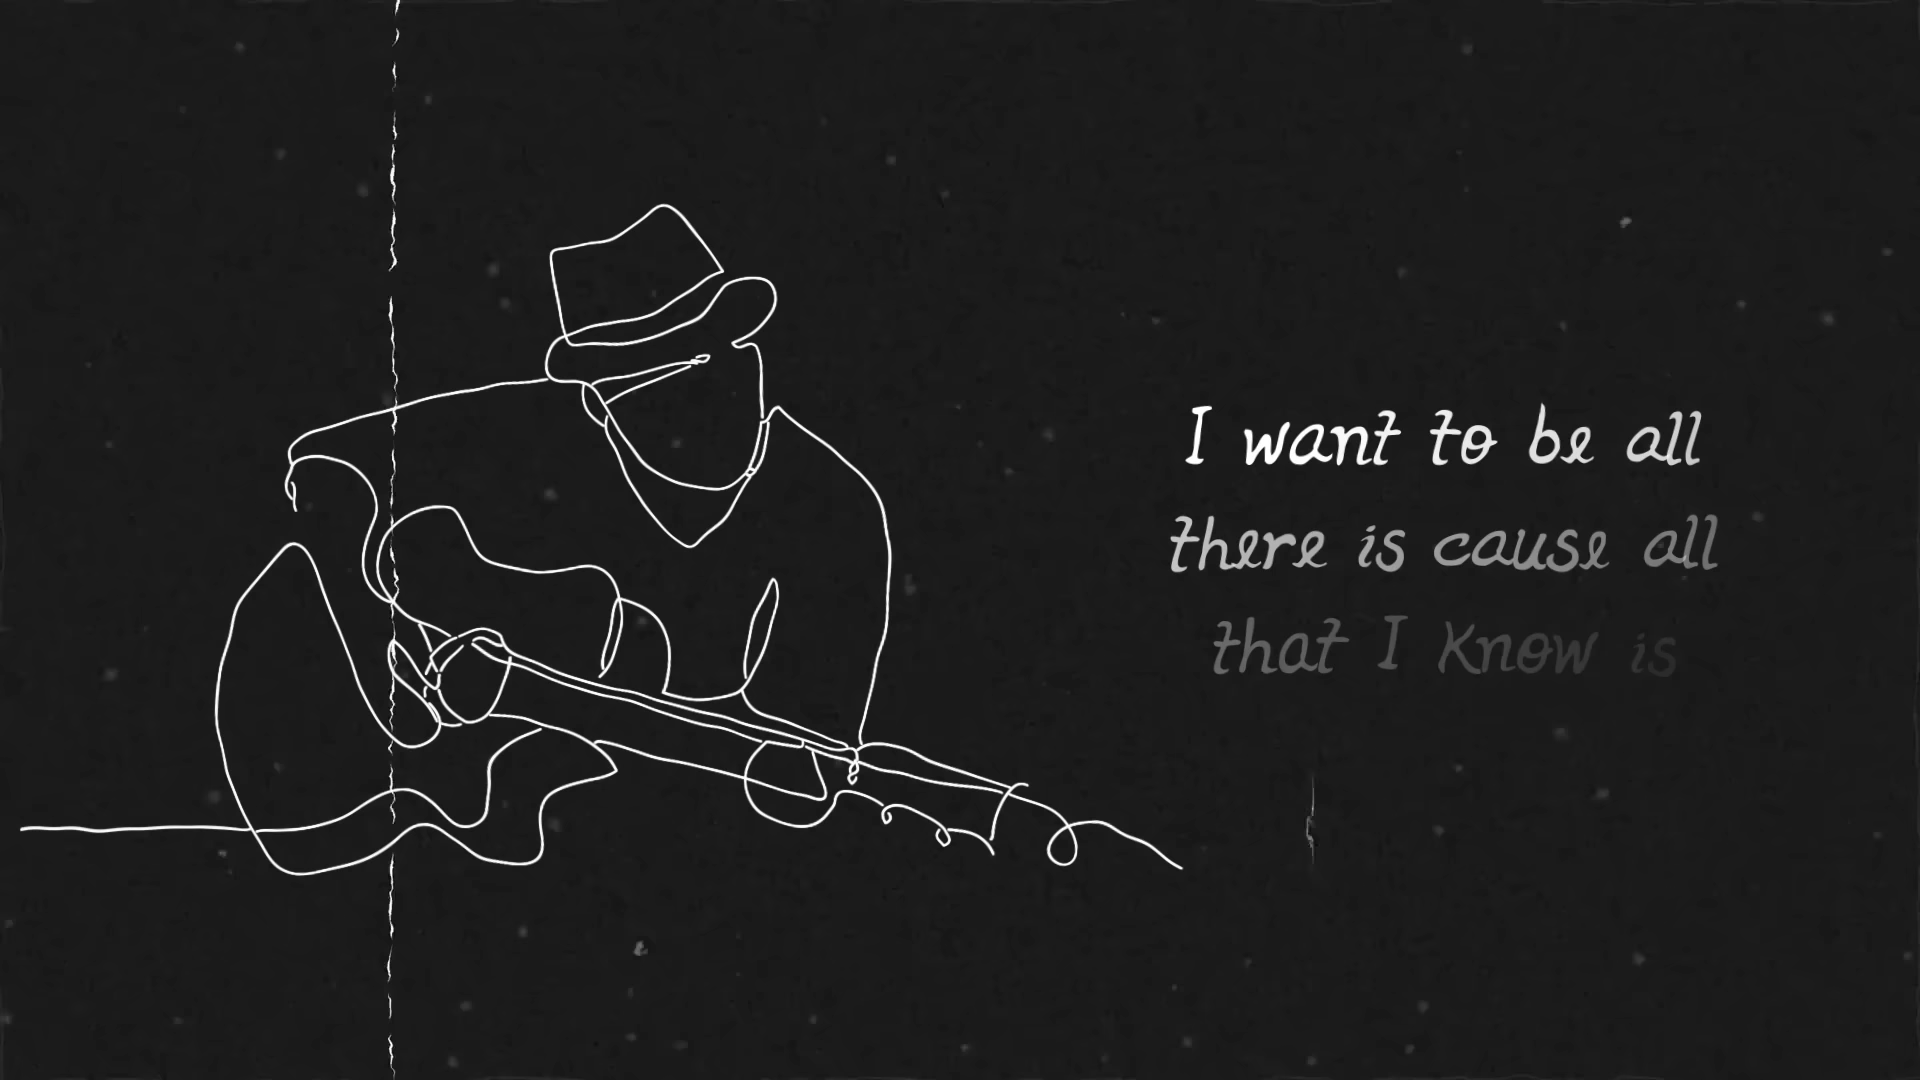 I want to be all
there is cause all
that I know is